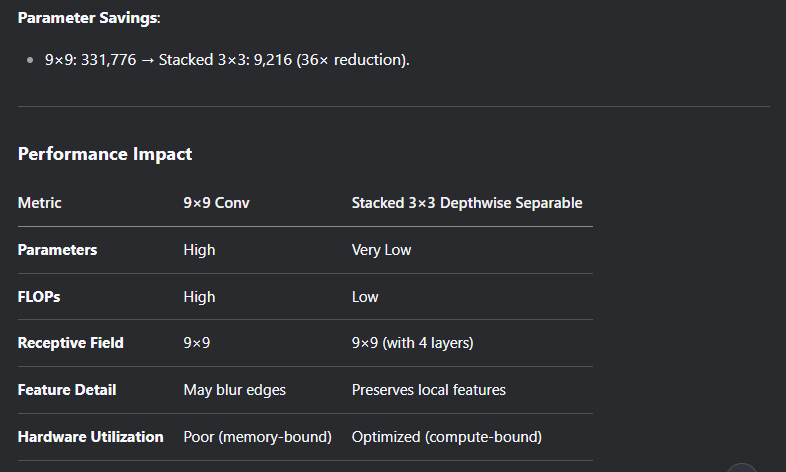 Parameter Savings:
9×9: 331,776 → Stacked 3×3: 9,216 (36× reduction).
Performance Impact
Metric 9×9 Conv Stacked 3×3 Depthwise Separable
Parameters High Very Low
FLOPs High Low
Receptive Field 9×9 9×9 (with 4 layers)
Feature Detail May blur edges Preserves local features
Hardware Utilization Poor (memory-bound) Optimized (compute-bound)